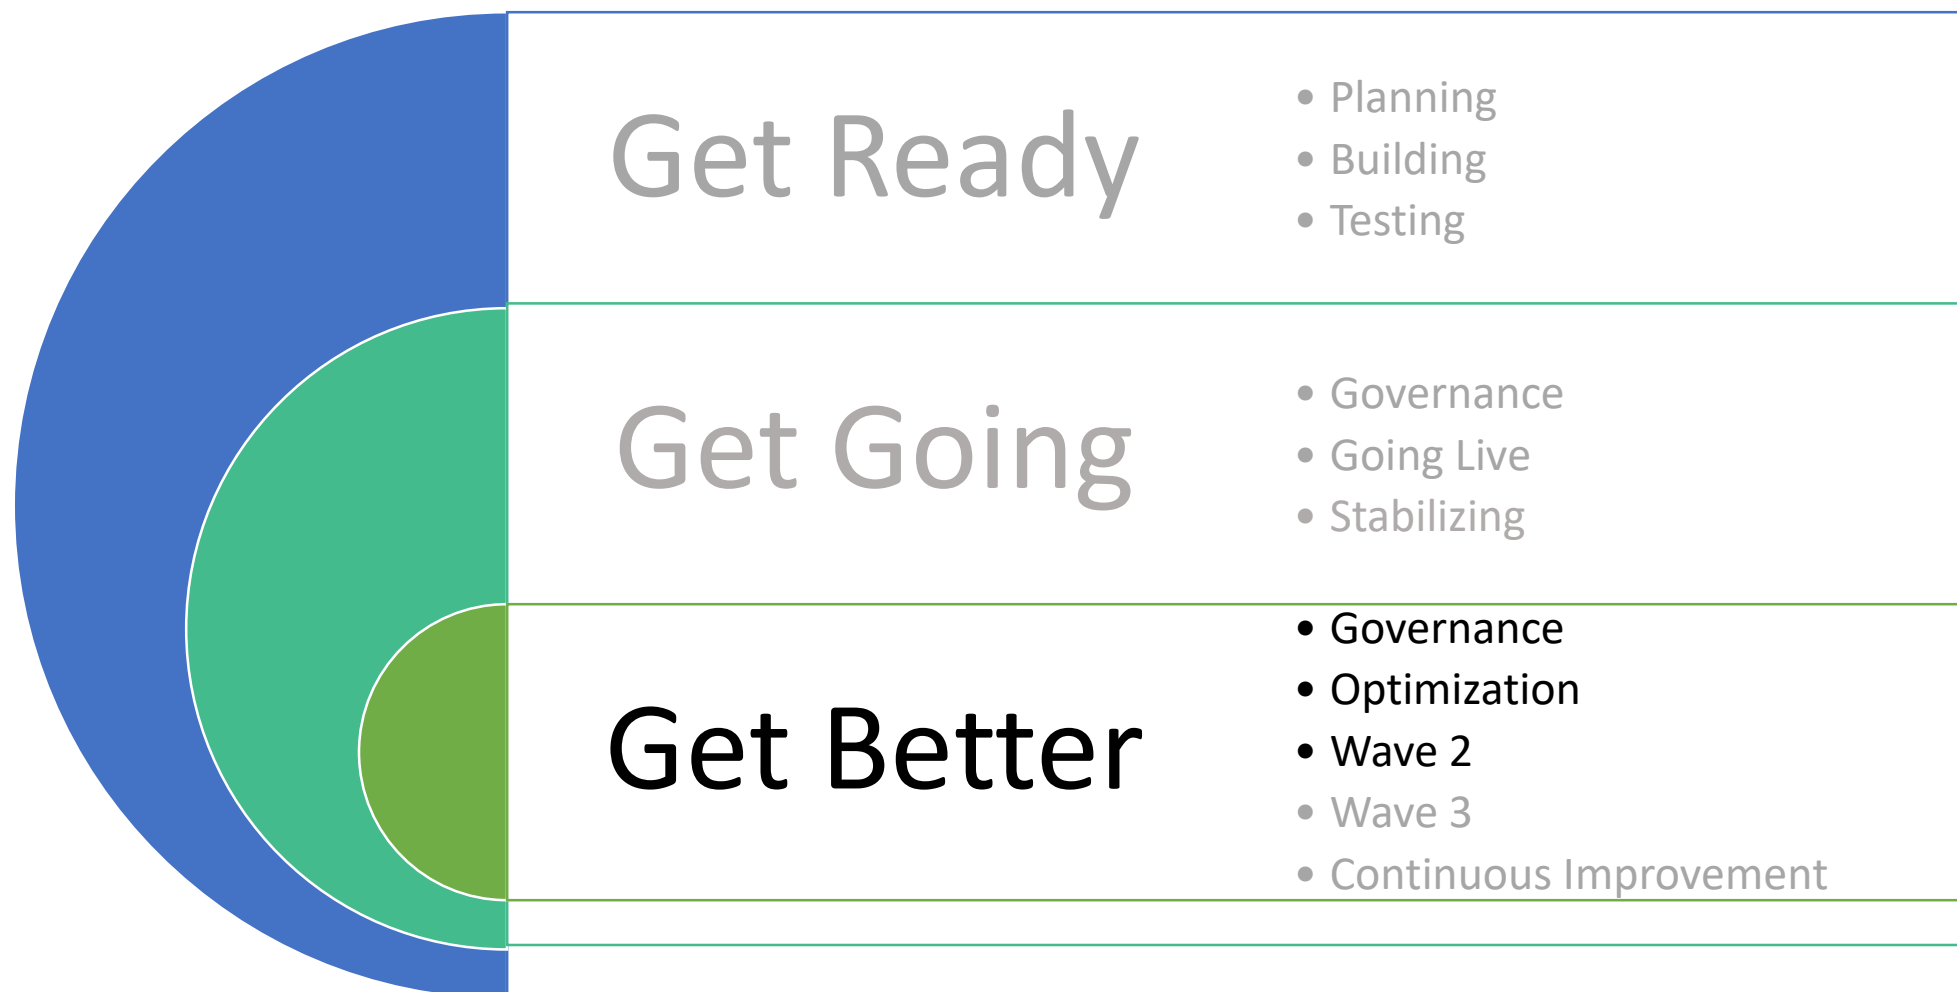 Get Ready
• Planning
• Building
• Testing
Get Going
• Governance
• Going Live
• Stabilizing
Get Better
• Governance
• Optimization
• Wave 2
• Wave 3
• Continuous Improvement